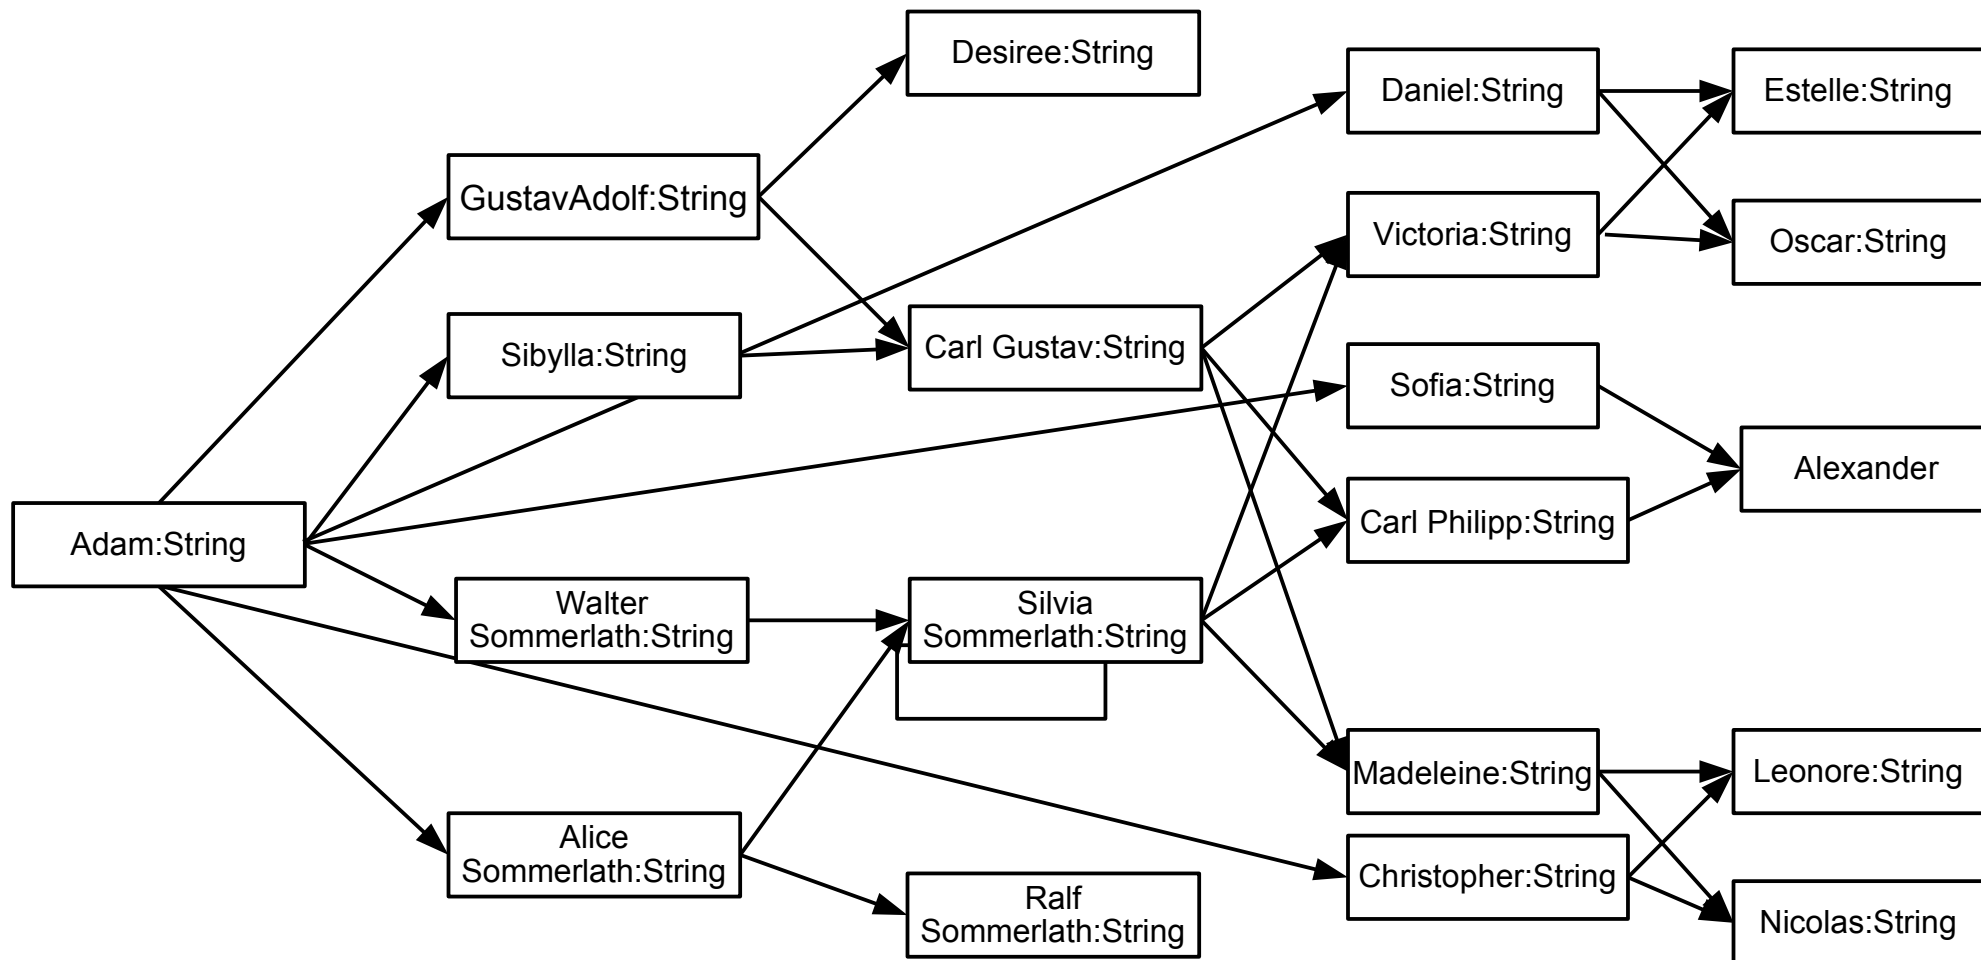 Desiree:String
Daniel:String
Estelle:String
GustavAdolf:String
Victoria:String
Oscar:String
Sibylla:String
Carl Gustav:String
Sofia:String
Alexander
Adam:String
Carl Philipp:String
Walter
Sommerlath:String
Silvia
Sommerlath:String
Madeleine:String
Leonore:String
Alice
Sommerlath:String
Christopher:String
Ralf
Sommerlath:String
Nicolas:String